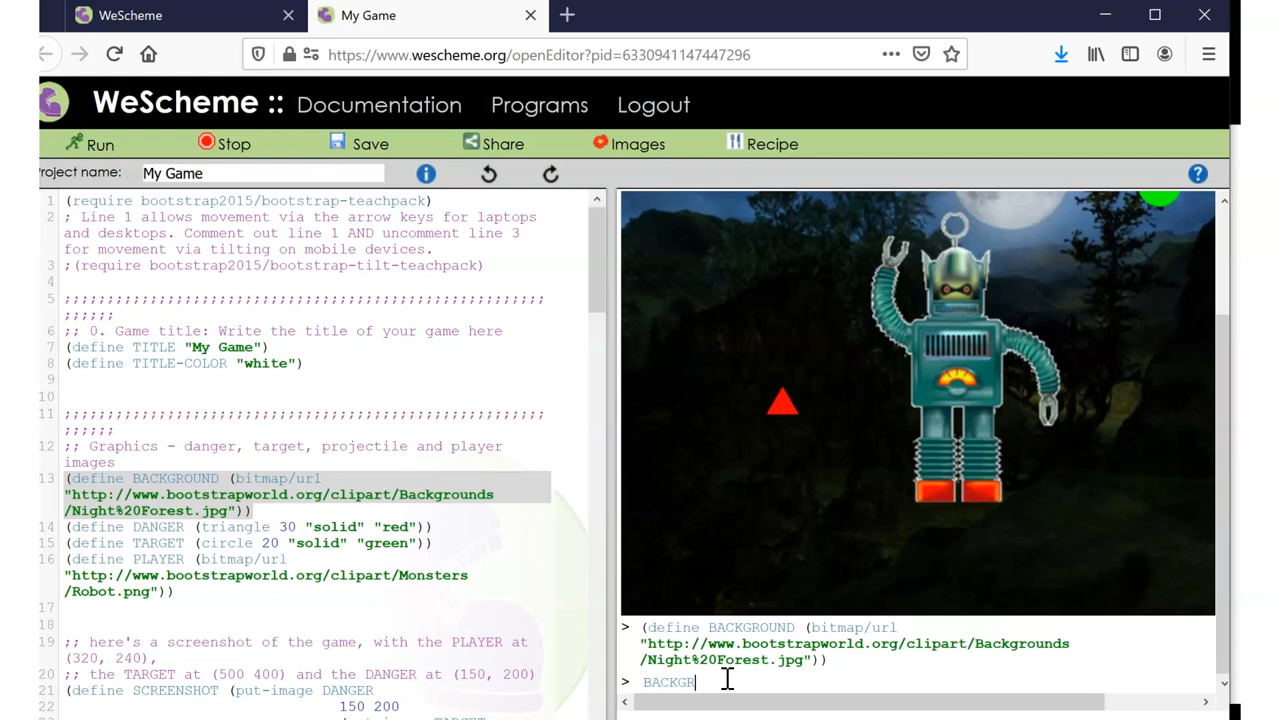 WeScheme
My Game
https://www.wescheme.org/openEditor?pid=6330941147447296
WeScheme :: Documentation Programs Logout
Run Stop Save Share Images Recipe
roject name: My Game
1 (require bootstrap2015/bootstrap-teachpack)
2 ; Line 1 allows movement via the arrow keys for laptops
and desktops. Comment out line 1 AND uncomment line 3
for movement via tilting on mobile devices.
3 ;(require bootstrap2015/bootstrap-tilt-teachpack)
4
5 ;;;;;;;;;;;;;;;;;;;;;;;;;;;;;;;;;;;;;;;;;;;;;;;;;;;;;;
;;;;;;
6 ;; 0. Game title: Write the title of your game here
7 (define TITLE "My Game")
8 (define TITLE-COLOR "white")
9
10
11 ;;;;;;;;;;;;;;;;;;;;;;;;;;;;;;;;;;;;;;;;;;;;;;;;;;;;;;
;;;;;;
12 ;; Graphics - danger, target, projectile and player
images
13 (define BACKGROUND (bitmap/url
"http://www.bootstrapworld.org/clipart/Backgrounds
/Night%20Forest.jpg"))
14 (define DANGER (triangle 30 "solid" "red"))
15 (define TARGET (circle 20 "solid" "green"))
16 (define PLAYER (bitmap/url
"http://www.bootstrapworld.org/clipart/Monsters
/Robot.png"))
17
18
19 ;; here's a screenshot of the game, with the PLAYER at
(320, 240),
20 ;; the TARGET at (500 400) and the DANGER at (150, 200)
21 (define SCREENSHOT (put-image DANGER
22 150 200
> (define BACKGROUND (bitmap/url
"http://www.bootstrapworld.org/clipart/Backgrounds
/Night%20Forest.jpg"))
> BACKGR